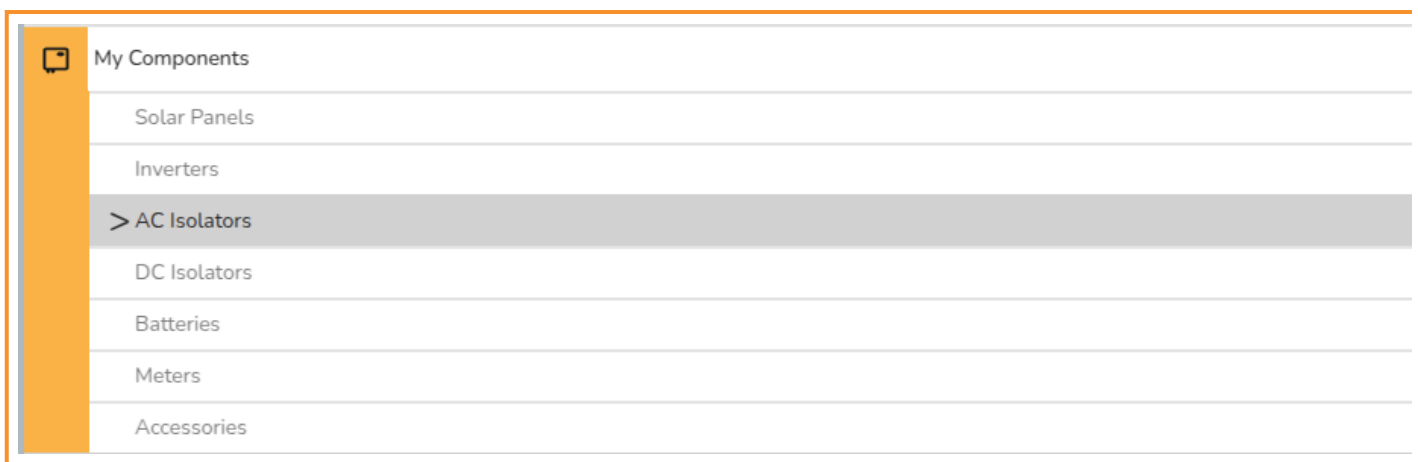 My Components
Solar Panels
Inverters
> AC Isolators
DC Isolators
Batteries
Meters
Accessories